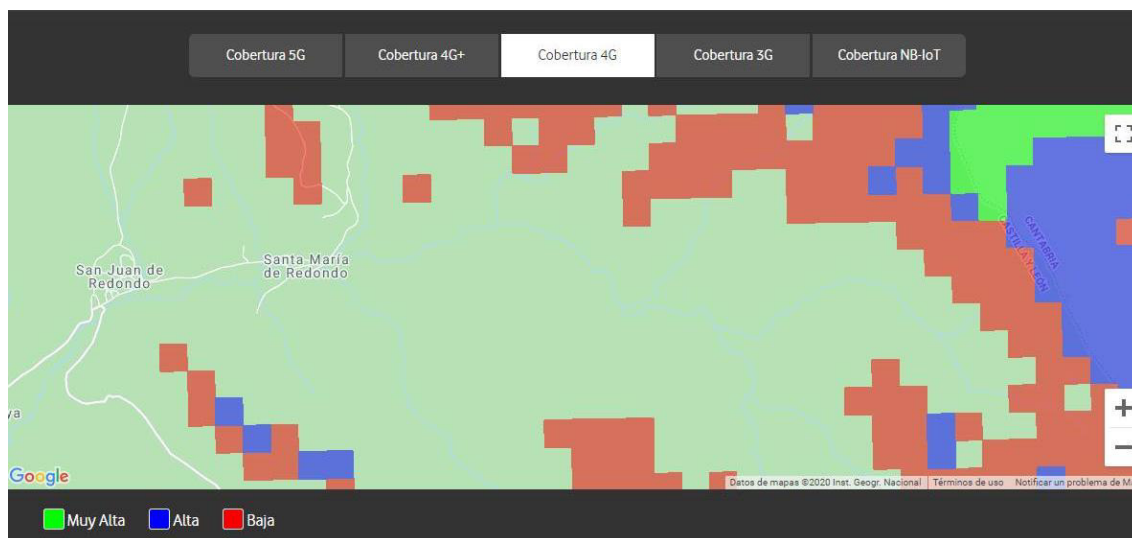 Cobertura 5G
Cobertura 4G+
Cobertura 4G
Cobertura 3G
Cobertura NB-IoT
CANTABRIA
CASTILLA Y LEÓN
San Juan de
Redondo
Santa María
de Redondo
ya
Google
Datos de mapas ©2020 Inst. Geogr. Nacional
Términos de uso
Notificar un problema de Ma
Muy Alta
Alta
Baja